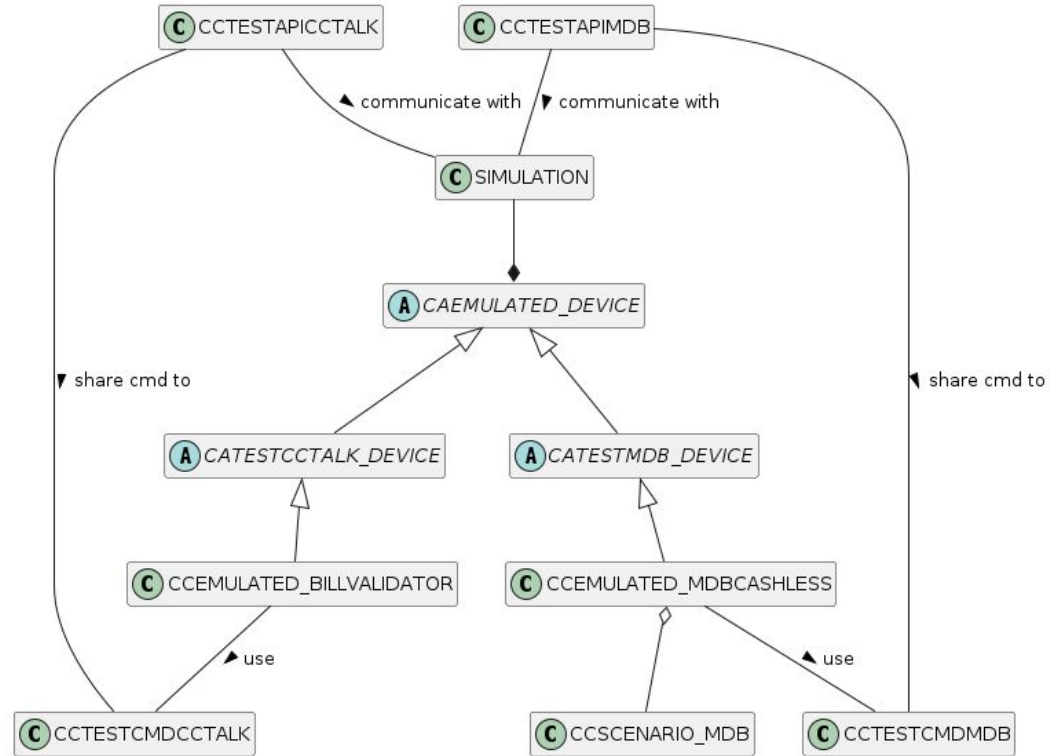 C CCTESTAPICCTALK
C CCTESTAPIMDB
communicate with
communicate with
C SIMULATION
A CAEMULATED_DEVICE
share cmd to
share cmd to
A CATESTCCTALK_DEVICE
A CATESTMDB_DEVICE
C CCEMULATED_BILLVALIDATOR
C CCEMULATED_MDBCASHLESS
use
use
C CCTESTCMDCCTALK
C CCSCENARIO_MDB
C CCTESTCMDMDB